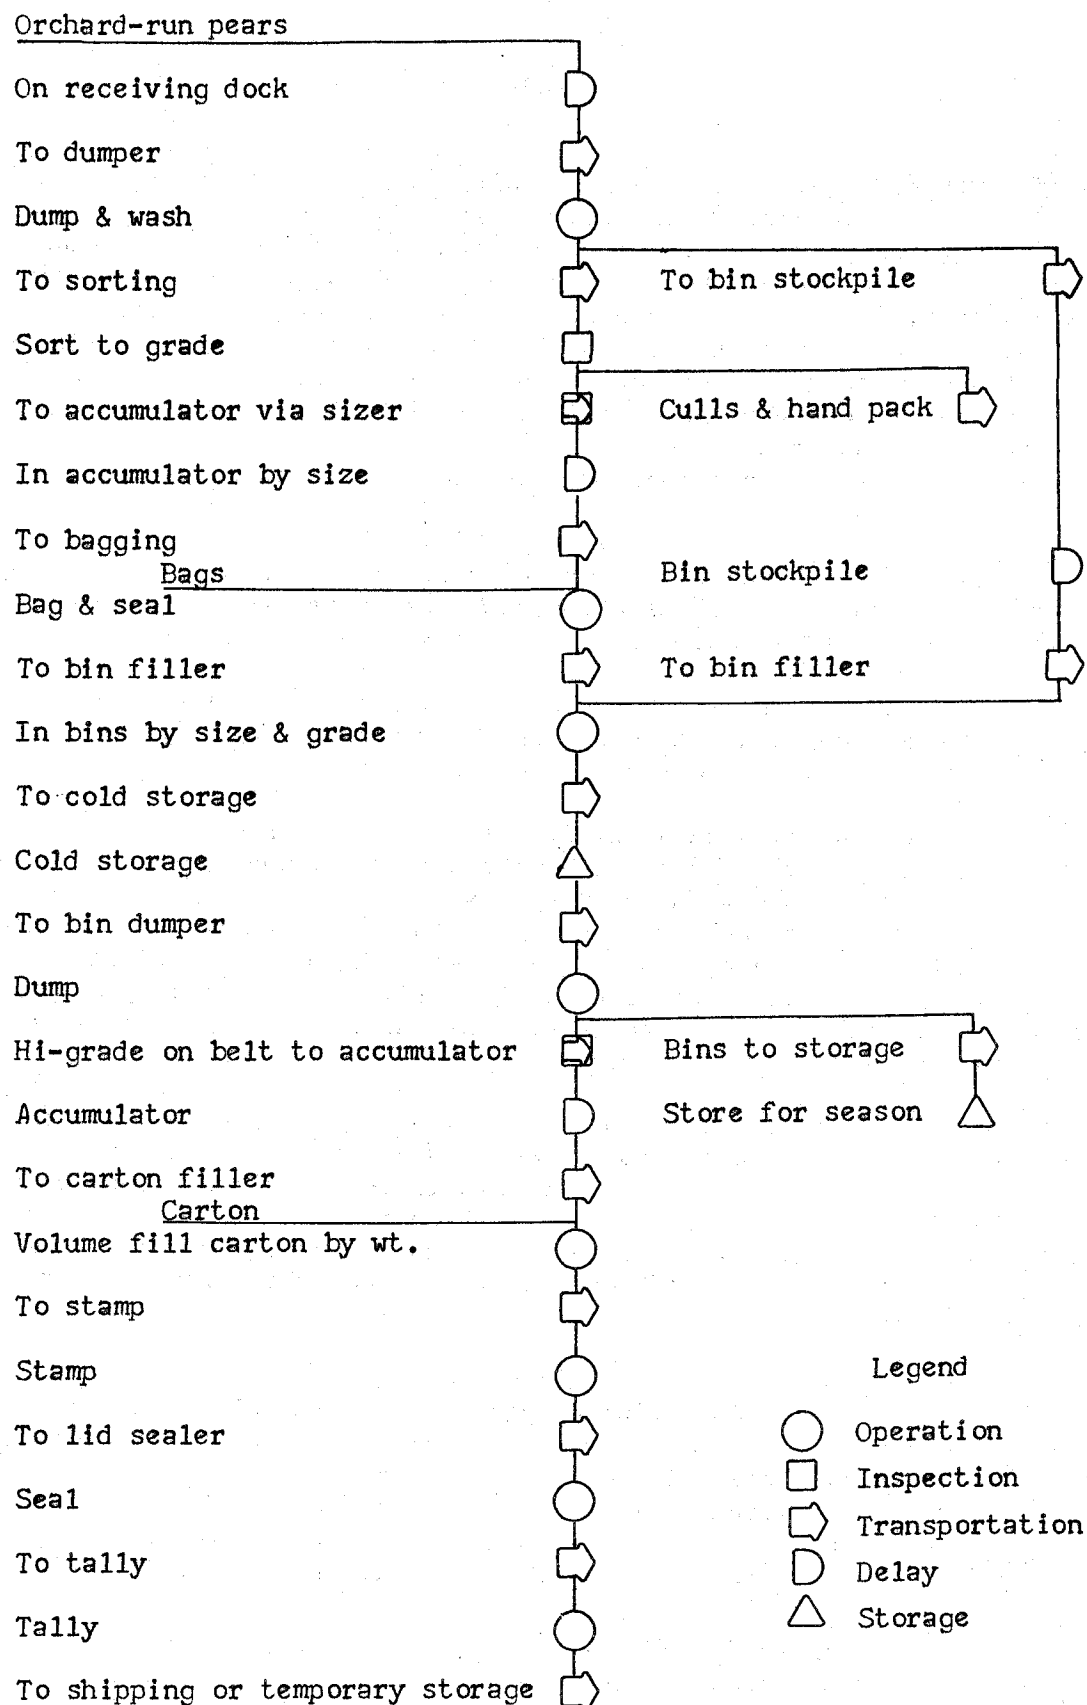 Orchard-run pears
On receiving dock
To dumper
Dump & wash
To sorting
To bin stockpile
Sort to grade
To accumulator via sizer
Culls & hand pack
In accumulator by size
To bagging
Bags
Bin stockpile
Bag & seal
To bin filler
To bin filler
In bins by size & grade
To cold storage
Cold storage
To bin dumper
Dump
Hi-grade on belt to accumulator
Bins to storage
Accumulator
Store for season
To carton filler
Carton
Volume fill carton by wt.
To stamp
Stamp
Legend
To lid sealer
Operation
Seal
Inspection
Transportation
To tally
Delay
Tally
Storage
To shipping or temporary storage